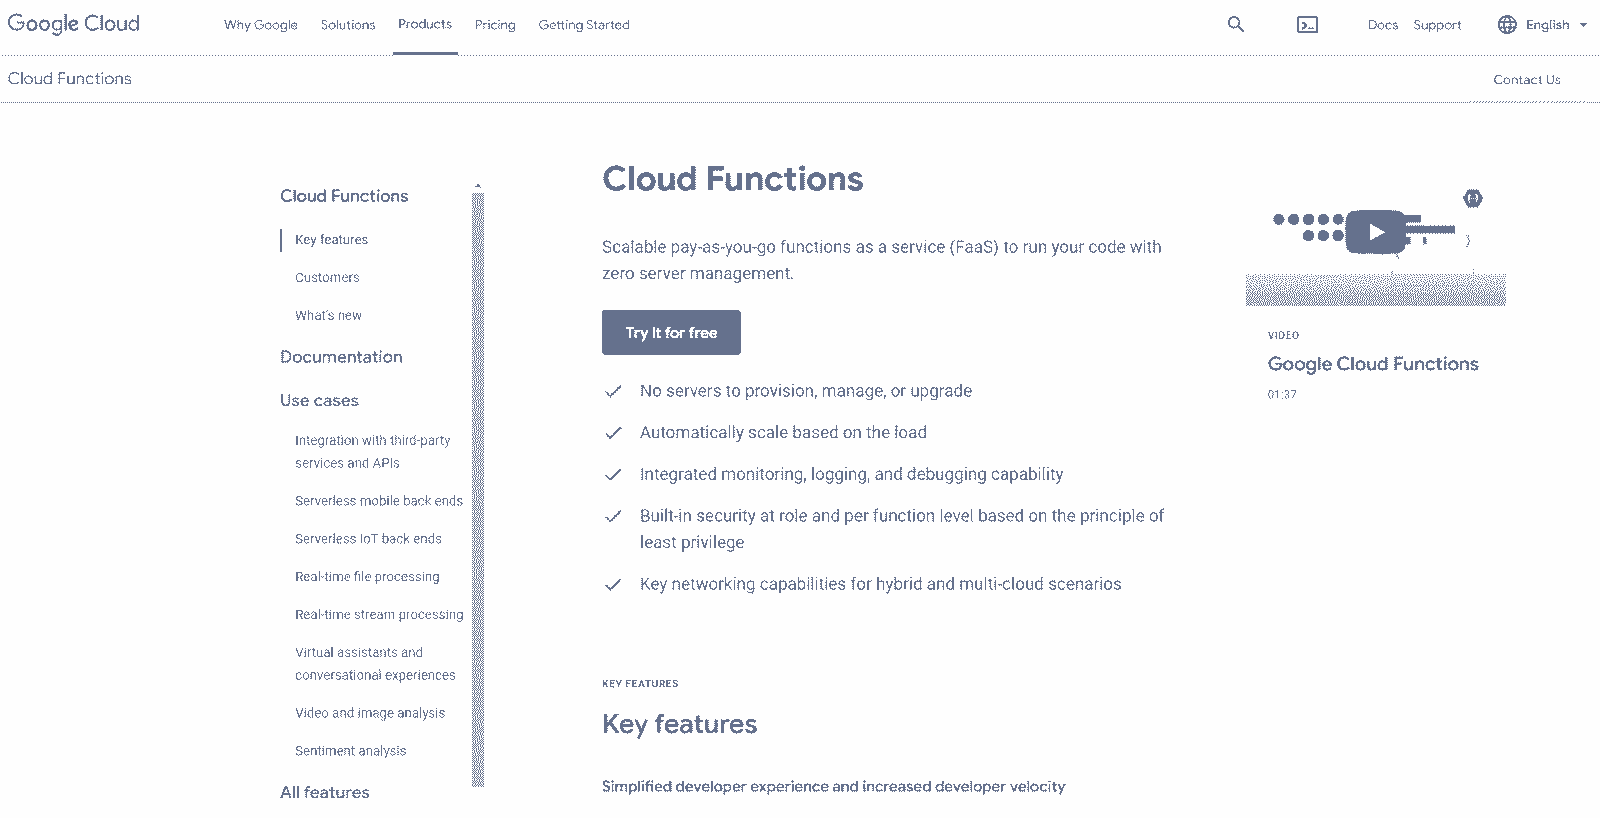 Google Cloud
Why Google
Solutions
Products
Pricing
Getting Started
Docs
Support
English
Cloud Functions
Contact Us
Cloud Functions
Key features
Customers
What's new
Documentation
Use cases
Integration with third-party
services and APIs
Serverless mobile back ends
Serverless IoT back ends
Real-time file processing
Real-time stream processing
Virtual assistants and
conversational experiences
Video and image analysis
Sentiment analysis
All features
Cloud Functions
Scalable pay-as-you-go functions as a service (FaaS) to run your code with
zero server management.
Try it for free
No servers to provision, manage, or upgrade
Automatically scale based on the load
Integrated monitoring, logging, and debugging capability
Built-in security at role and per function level based on the principle of
least privilege
Key networking capabilities for hybrid and multi-cloud scenarios
KEY FEATURES
Key features
Simplified developer experience and increased developer velocity
VIDEO
Google Cloud Functions
01:37